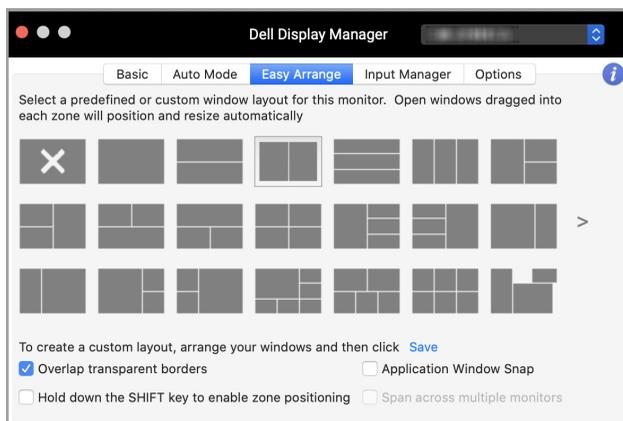 Dell Display Manager
Basic Auto Mode Easy Arrange Input Manager Options
Select a predefined or custom window layout for this monitor. Open windows dragged into
each zone will position and resize automatically
>
To create a custom layout, arrange your windows and then click Save
Overlap transparent borders Application Window Snap
Hold down the SHIFT key to enable zone positioning Span across multiple monitors